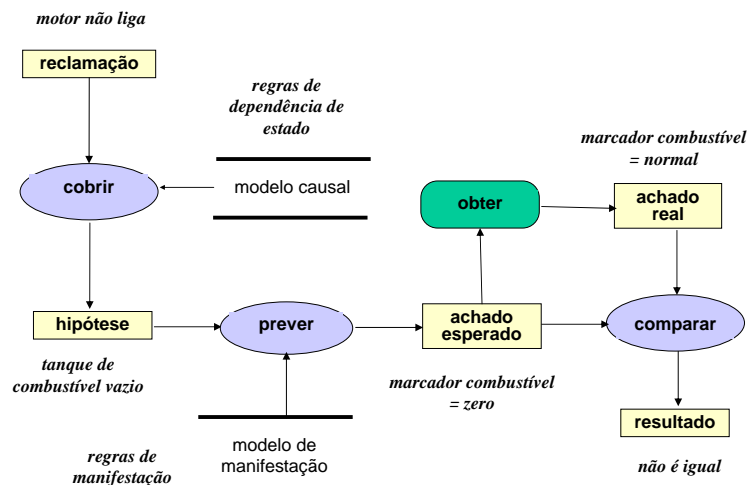 motor não liga
reclamação
regras de
dependência de
estado
cobrir
modelo causal
marcador combustível
= normal
obter
achado
real
hipótese
prever
achado
esperado
comparar
tanque de
combustível vazio
marcador combustível
= zero
resultado
modelo de
manifestação
regras de
manifestação
não é igual